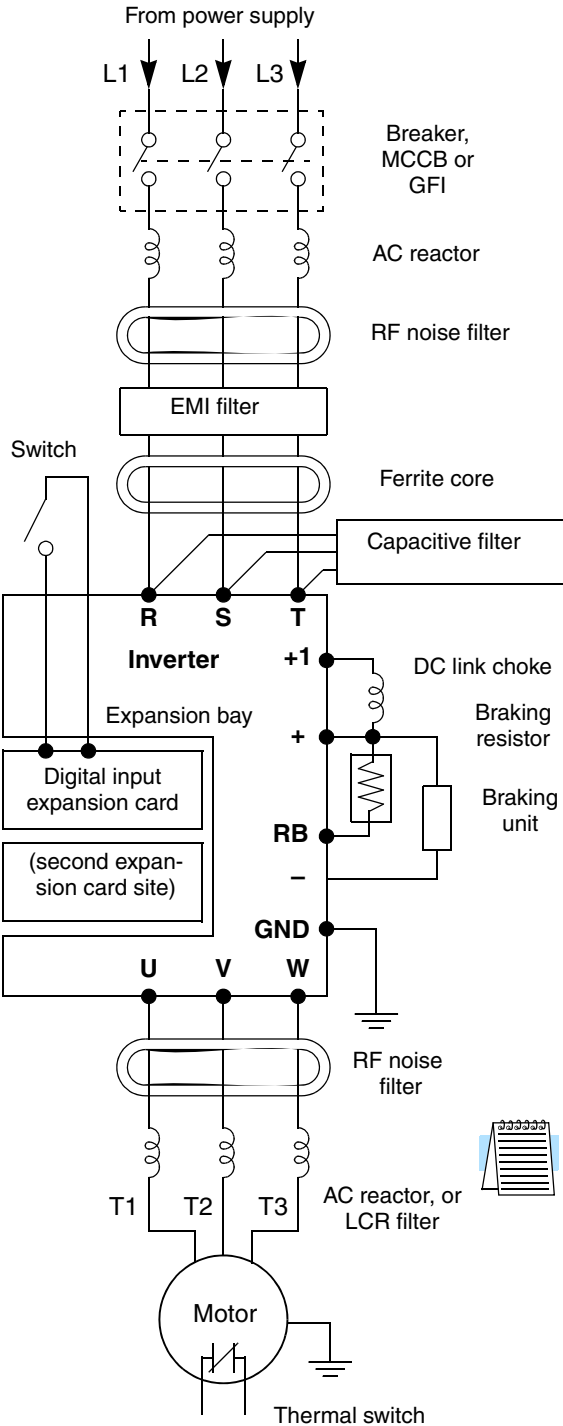 From power supply
L1 L2 L3
Breaker,
MCCB or
GFI
AC reactor
RF noise filter
EMI filter
Switch
Ferrite core
Capacitive filter
R S T
Inverter
+1
DC link choke
Expansion bay
+
Braking
resistor
Digital input
expansion card
Braking
unit
RB
(second expan-
sion card site)
–
GND
U V W
RF noise
filter
T1 T2 T3
AC reactor, or
LCR filter
Motor
Thermal switch